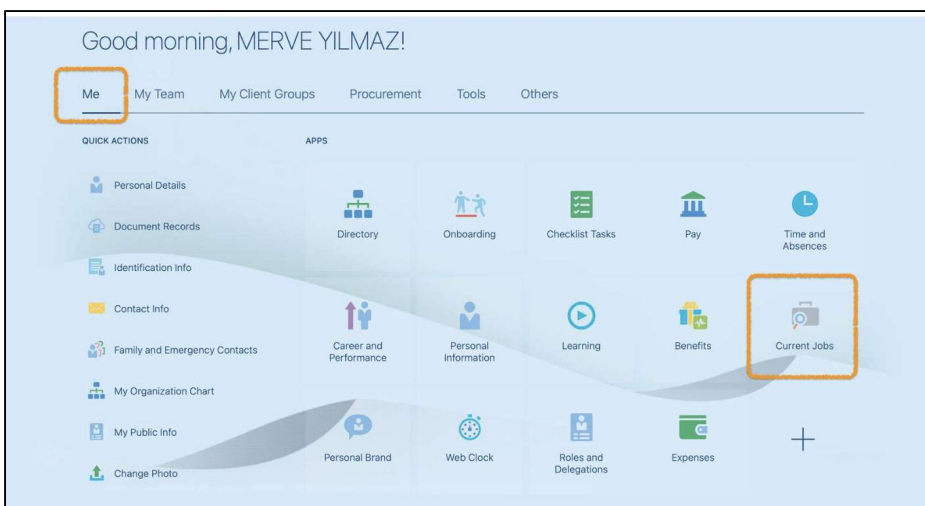 Good morning, MERVE YILMAZ!
Me My Team My Client Groups Procurement Tools Others
QUICK ACTIONS
Personal Details
Document Records
Identification Info
Contact Info
Family and Emergency Contacts
My Organization Chart
My Public Info
Change Photo
APPS
Directory
Onboarding
Checklist Tasks
Pay
Time and
Absences
Career and
Performance
Personal
Information
Learning
Benefits
Current Jobs
Personal Brand
Web Clock
Roles and
Delegations
Expenses